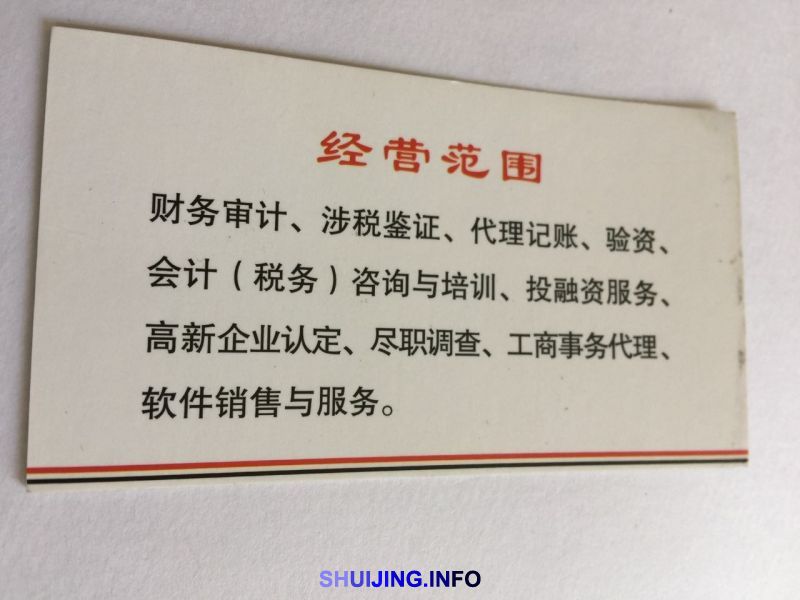 经营范围
财务审计、涉税鉴证、代理记账、验资、
会计(税务)咨询与培训、投融资服务、
高新企业认定、尽职调查、工商事务代理、
软件销售与服务。
SHUIJING.INFO